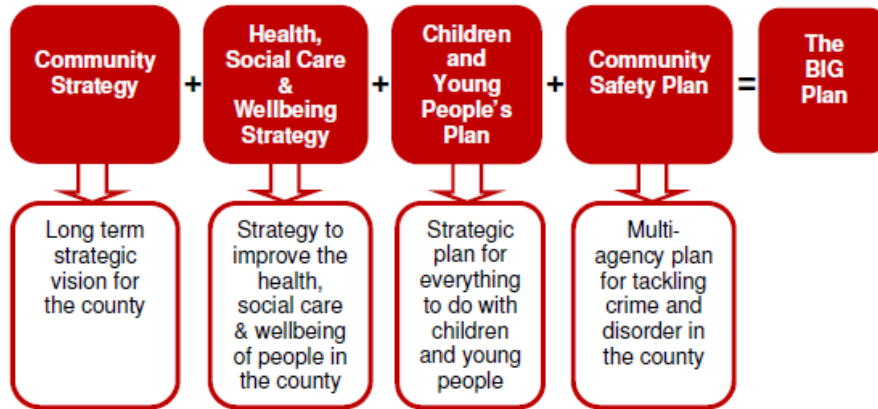 Community
Strategy
+
Health,
Social Care
&
Wellbeing
Strategy
+
Children
and
Young
People's
Plan
+
Community
Safety Plan
=
The
BIG
Plan
Long term
strategic
vision for
the county
Strategy to
improve the
health,
social care
& wellbeing
of people in
the county
Strategic
plan for
everything
to do with
children
and young
people
Multi-
agency plan
for tackling
crime and
disorder in
the county